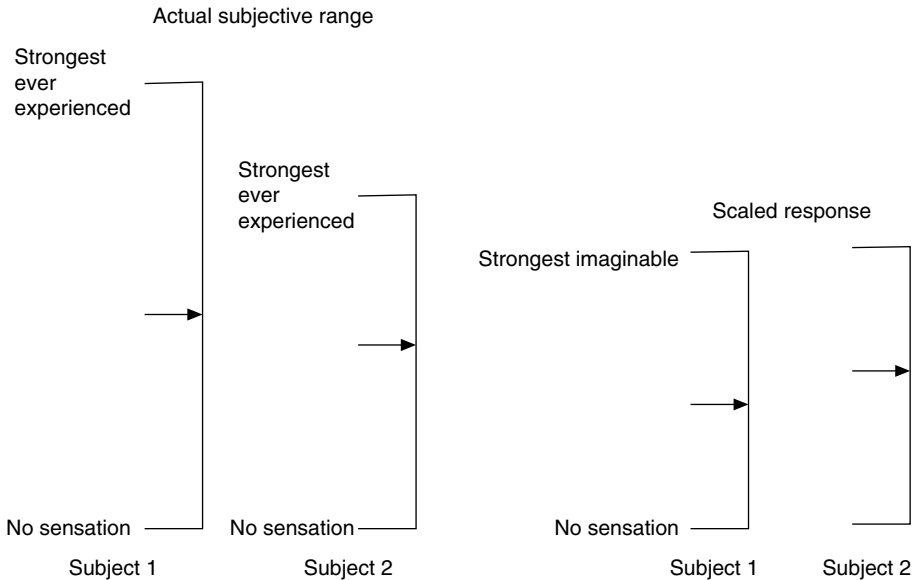 Actual subjective range
Strongest
ever
experienced
Strongest
ever
experienced
Scaled response
Strongest imaginable
No sensation
No sensation
No sensation
Subject 1
Subject 2
Subject 1
Subject 2